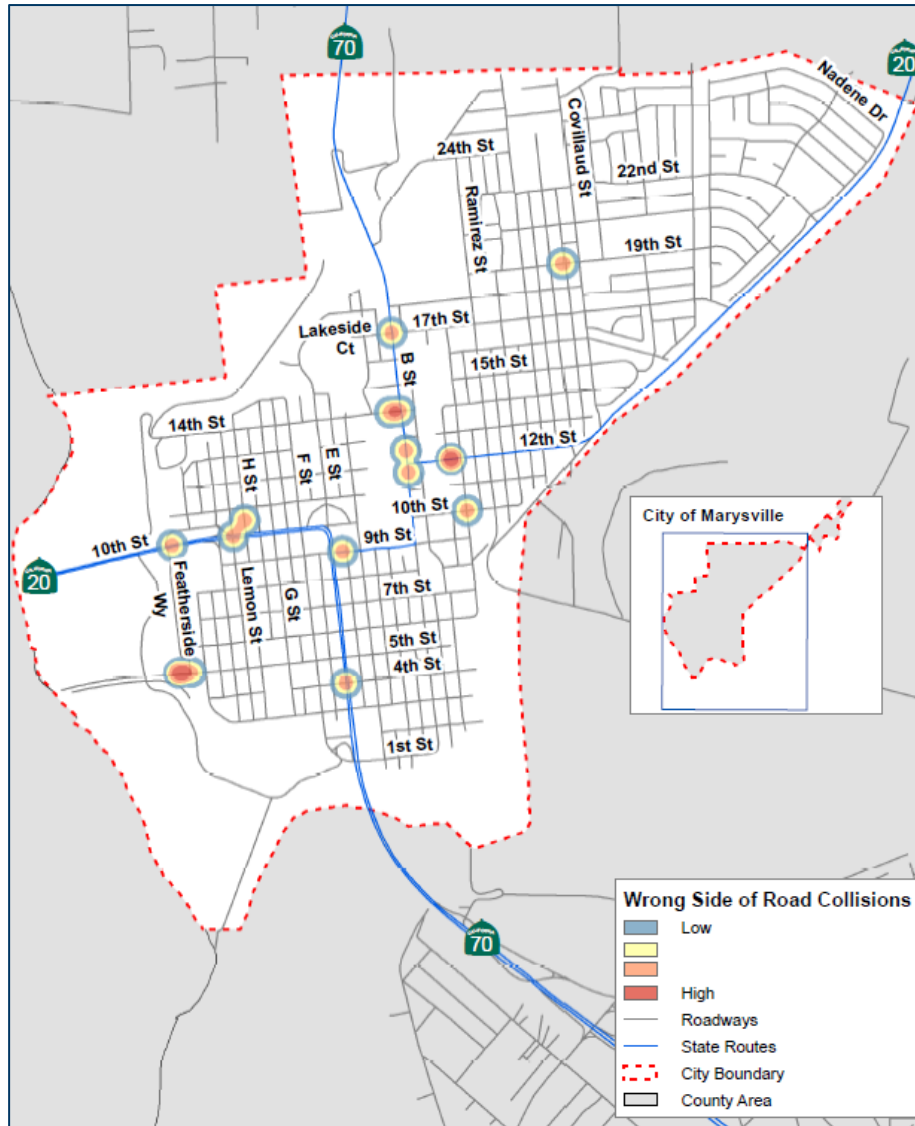 70
20
Nadene Dr
Covillaud St
24th St
22nd St
Ramirez St
19th St
17th St
Lakeside
Ct
B St
15th St
14th St
12th St
H St
F St
E St
10th St
10th St
9th St
20
Featherside
Wy
Lemon St
G St
7th St
5th St
4th St
1st St
70
City of Marysville
Wrong Side of Road Collisions
Low
High
Roadways
State Routes
City Boundary
County Area